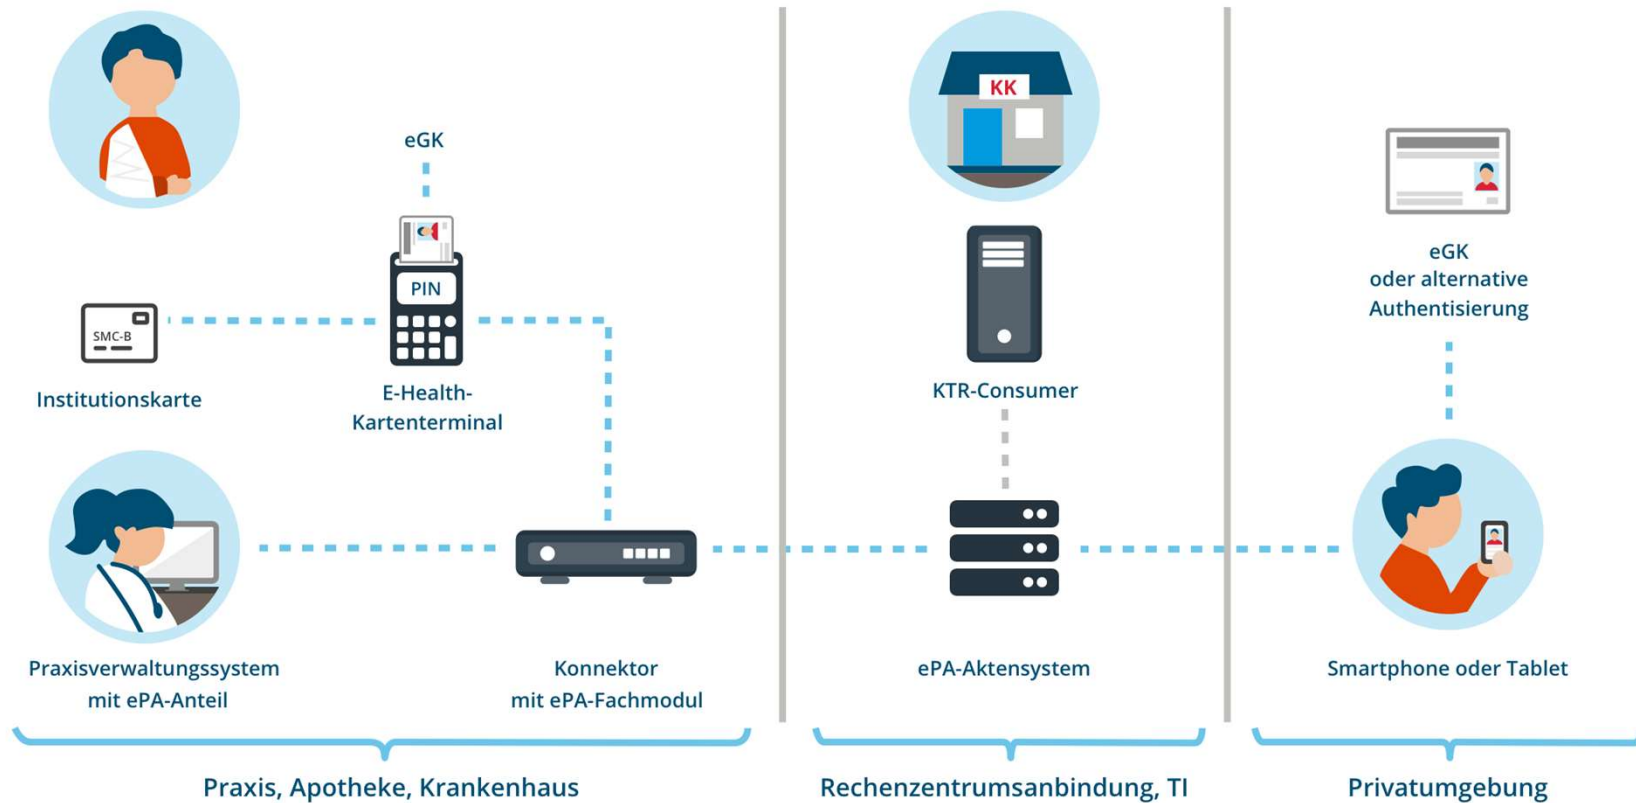 eGK
PIN
SMC-B
Institutionskarte
E-Health-
Kartenterminal
Praxisverwaltungssystem
mit ePA-Anteil
Konnektor
mit ePA-Fachmodul
Praxis, Apotheke, Krankenhaus
KK
KTR-Consumer
ePA-Aktensystem
Rechenzentrumsanbindung, TI
eGK
oder alternative
Authentisierung
Smartphone oder Tablet
Privatumgebung